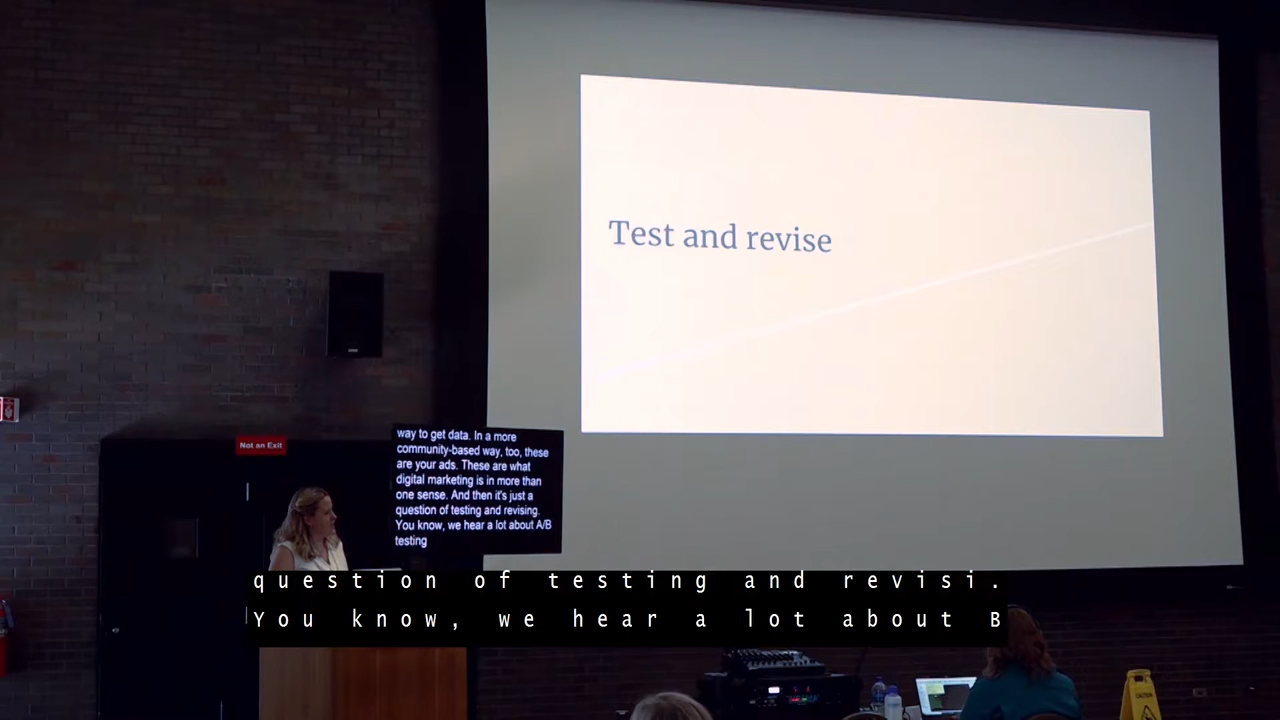 Test and revise
Not an Exit
way to get data. In a more
community-based way, too, these
are your ads. These are what
digital marketing is in more than
one sense. And then it's just a
question of testing and revising.
You know, we hear a lot about A/B
testing
question of testing and revisi.
You know, we hear a lot about B
CAUTION